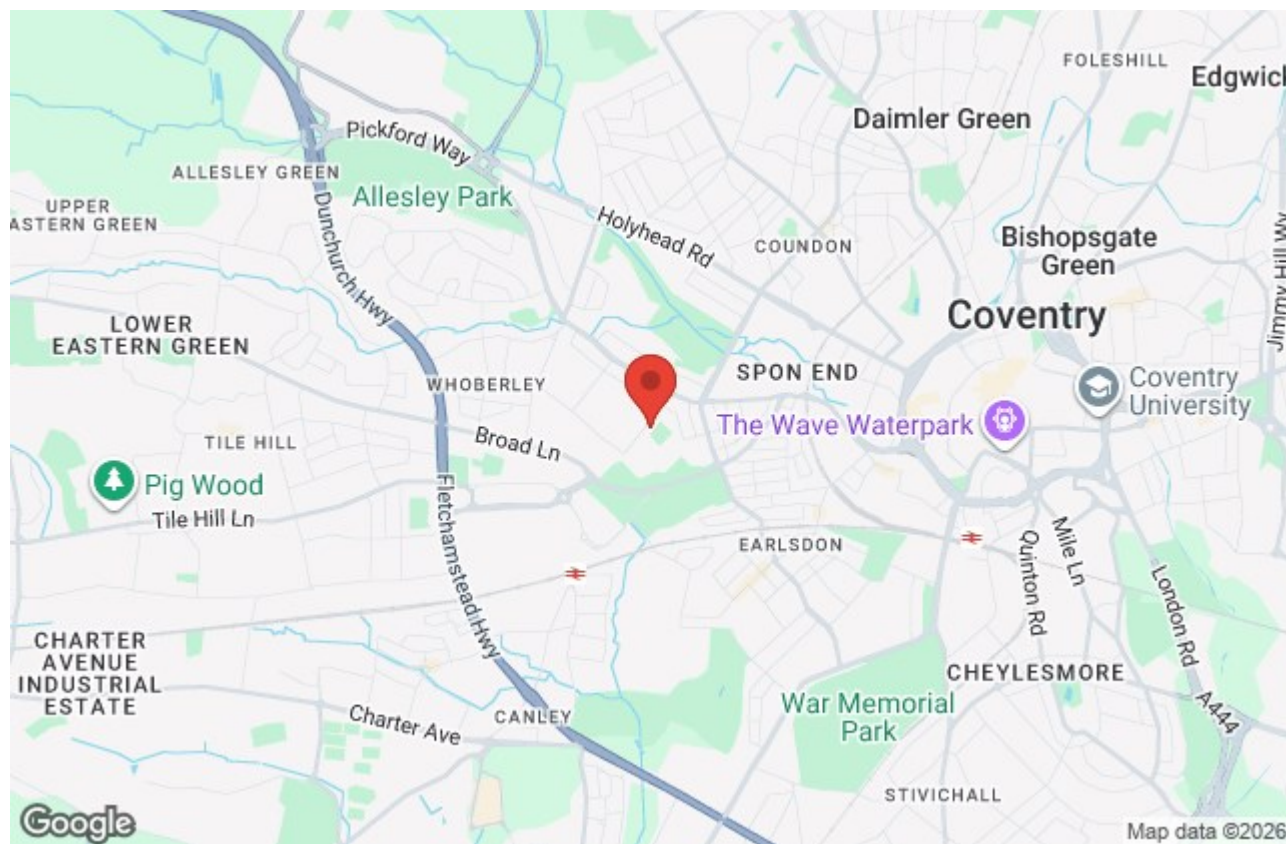 FOLESHILL
Edgwick
Daimler Green
Pickford Way
ALLESLEY GREEN
Allesley Park
UPPER
EASTERN GREEN
Holyhead Rd
COUNDON
Bishopsgate
Green
Jimmy Hill Wy
Dunchurch Hwy
LOWER
EASTERN GREEN
Coventry
WHOBERLEY
SPON END
Coventry
University
The Wave Waterpark
TILE HILL
Broad Ln
Pig Wood
Tile Hill Ln
Fletchamstead Hwy
EARLSDON
Mile Ln
Quinton Rd
London Rd
CHARTER
AVENUE
INDUSTRIAL
ESTATE
CHEYLESMORE
War Memorial
Park
A444
Charter Ave
CANLEY
STIVICHALL
Google
Map data ©2026